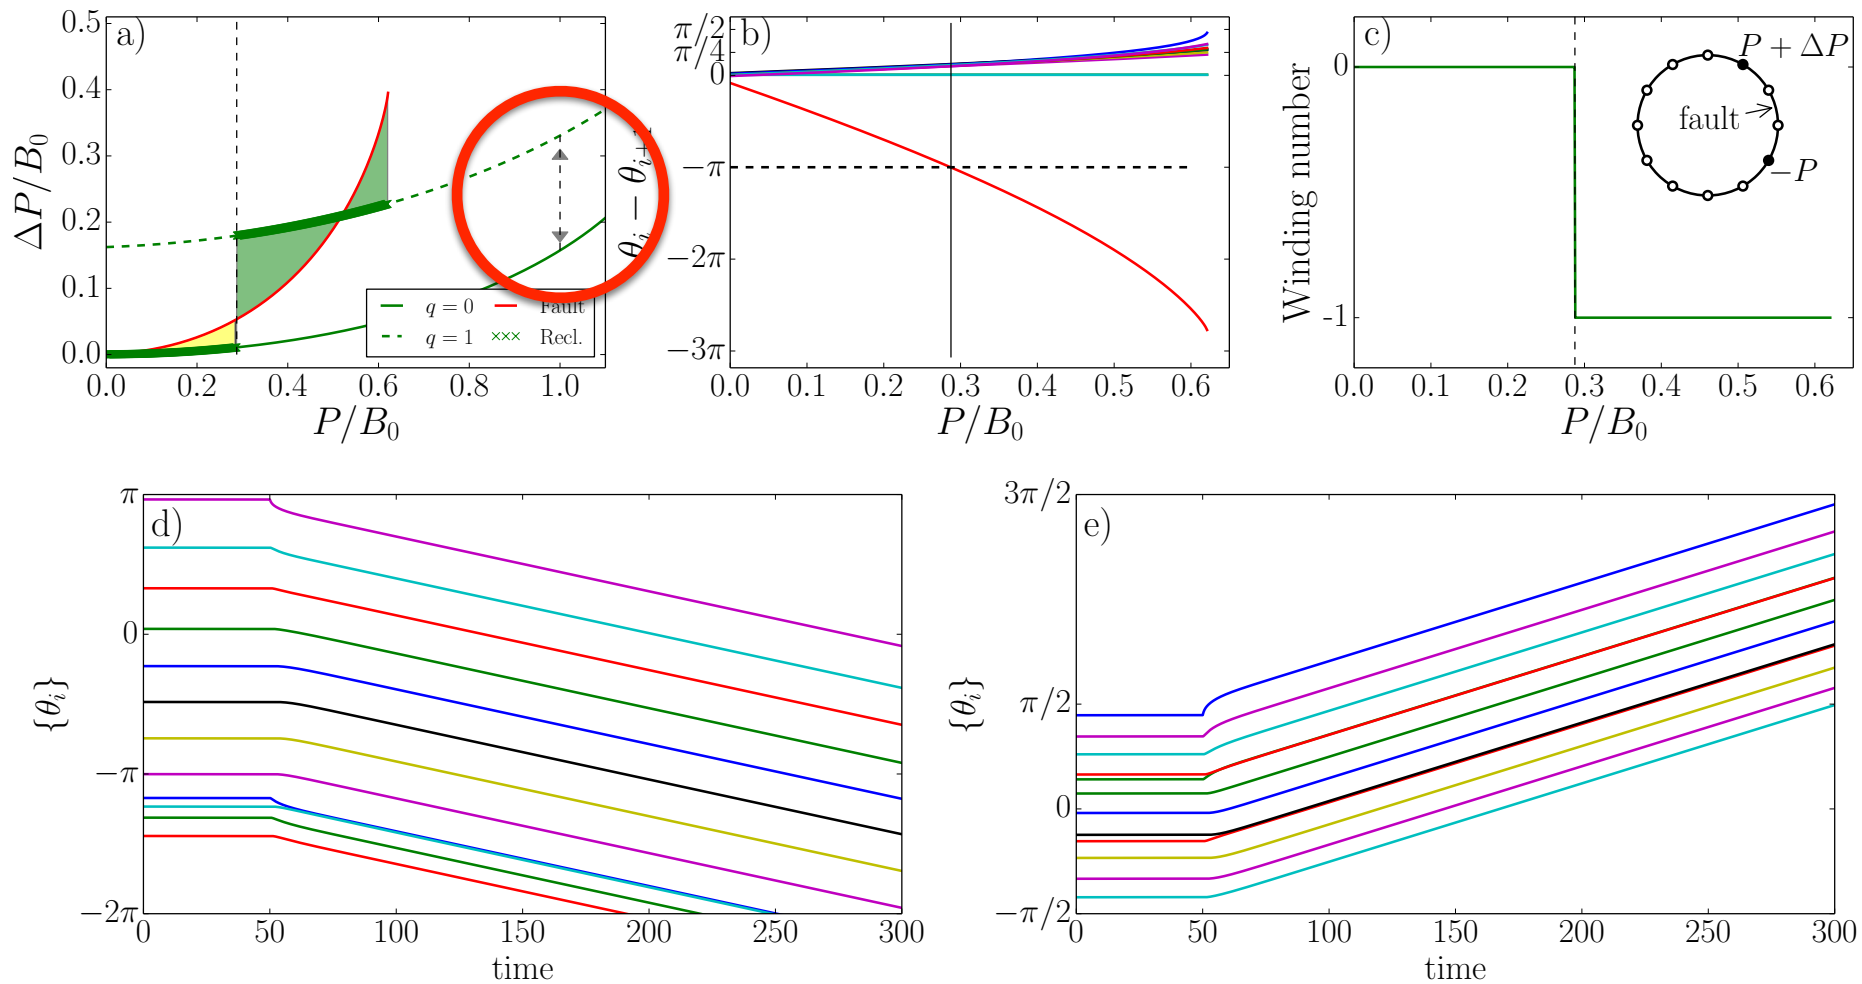 a)
0.5
0.4
0.3
0.2
0.1
0.0
ΔP/B₀
q = 0
Fault
q = 1
××× Recl.
0.0 0.2 0.4 0.6 0.8 1.0
P/B₀
b)
π/2
π/4
0
−π
−2π
−3π
θᵢ − θᵢ₊₁
0.0 0.1 0.2 0.3 0.4 0.5 0.6
P/B₀
c)
0
-1
Winding number
P + ΔP
fault
−P
0.0 0.1 0.2 0.3 0.4 0.5 0.6
P/B₀
d)
π
0
−π
−2π
{θᵢ}
0 50 100 150 200 250 300
time
e)
3π/2
π/2
0
−π/2
{θᵢ}
0 50 100 150 200 250 300
time